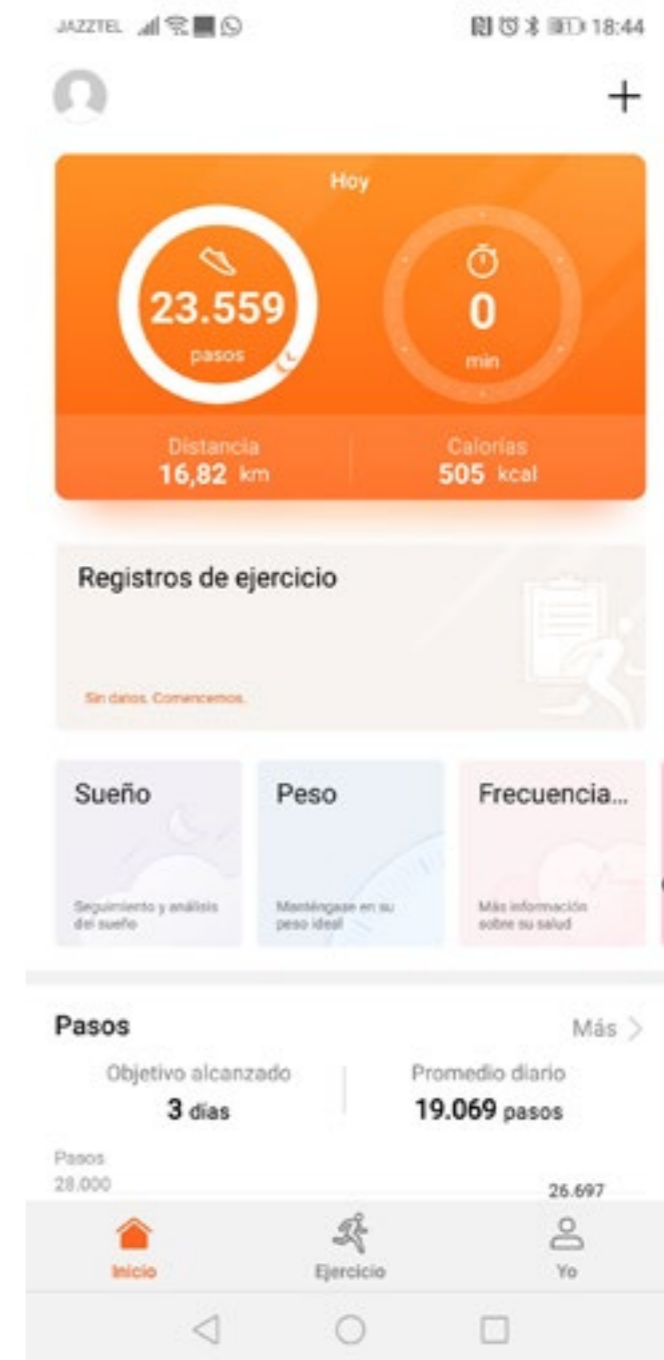 JAZZTEL 18:44
Hoy
23.559
pasos
0
min
Distancia
16,82 km
Calorías
505 kcal
Registros de ejercicio
Sin datos. Comencemos.
Sueño
Seguimiento y análisis
del sueño
Peso
Manténgase en su
peso ideal
Frecuencia...
Más información
sobre su salud
Pasos
Más
Objetivo alcanzado
3 días
Promedio diario
19.069 pasos
Pasos
28.000
26.697
Inicio
Ejercicio
Yo